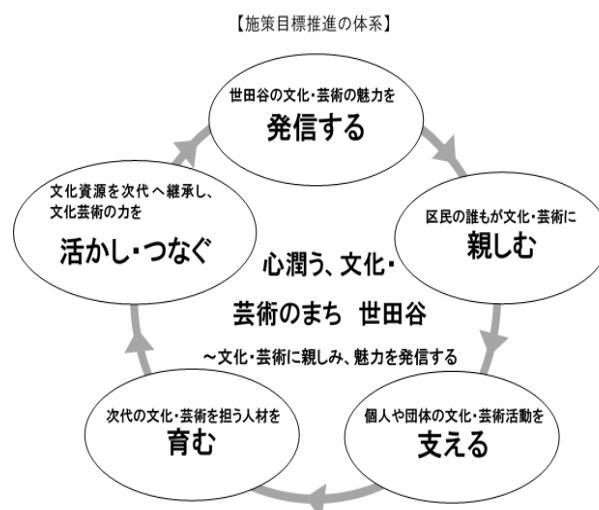 【施策目標推進の体系】
世田谷の文化・芸術の魅力を
発信する
区民の誰もが文化・芸術に
親しむ
個人や団体の文化・芸術活動を
支える
次代の文化・芸術を担う人材を
育む
文化資源を次代へ継承し、
文化芸術の力を
活かし・つなぐ
心潤う、文化・
芸術のまち　世田谷
～文化・芸術に親しみ、魅力を発信する